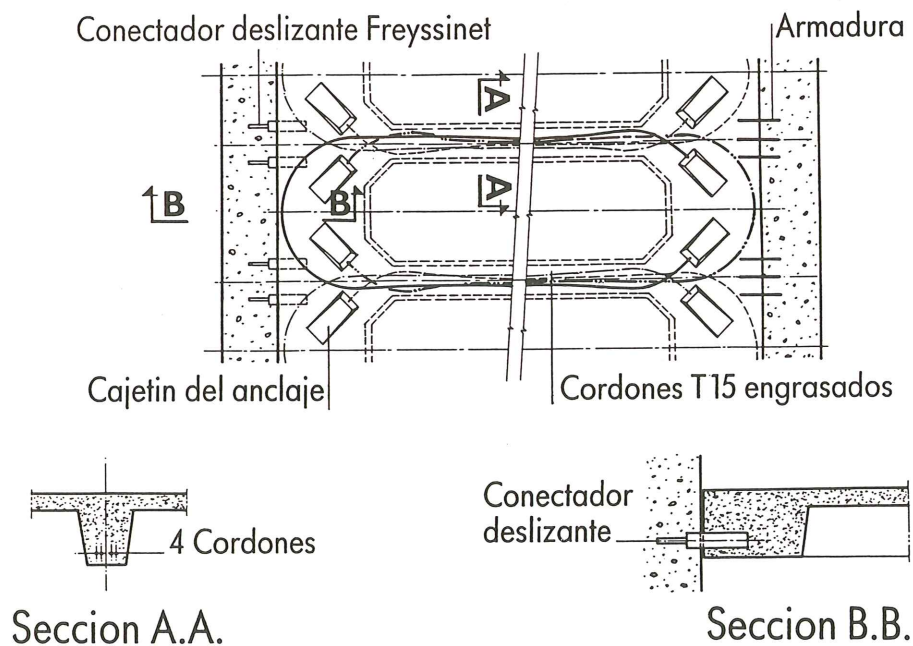 Conectador deslizante Freyssinet
Armadura
A
A
B
B
Cajetin del anclaje
Cordones T15 engrasados
4 Cordones
Conectador
deslizante
Seccion A.A.
Seccion B.B.